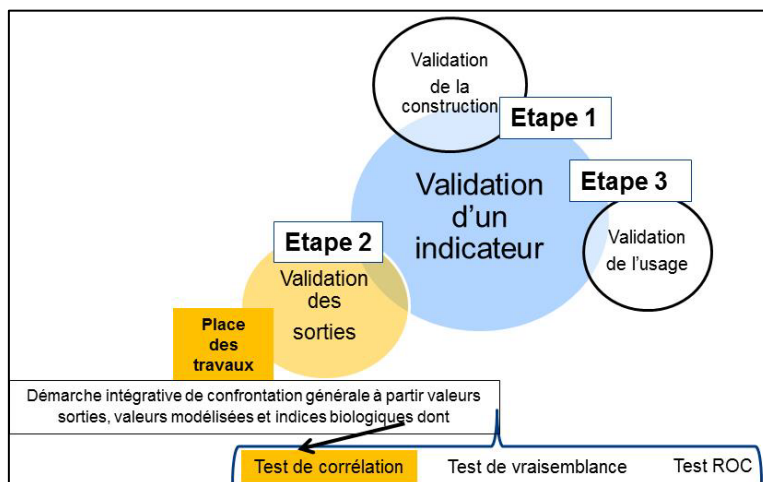 Validation
de la
construction
Etape 1
Validation
d'un
indicateur
Etape 3
Validation
de l'usage
Etape 2
Validation
des
sorties
Place
des
travaux
Démarche intégrative de confrontation générale à partir valeurs
sorties, valeurs modélisées et indices biologiques dont
Test de corrélation Test de vraisemblance Test ROC